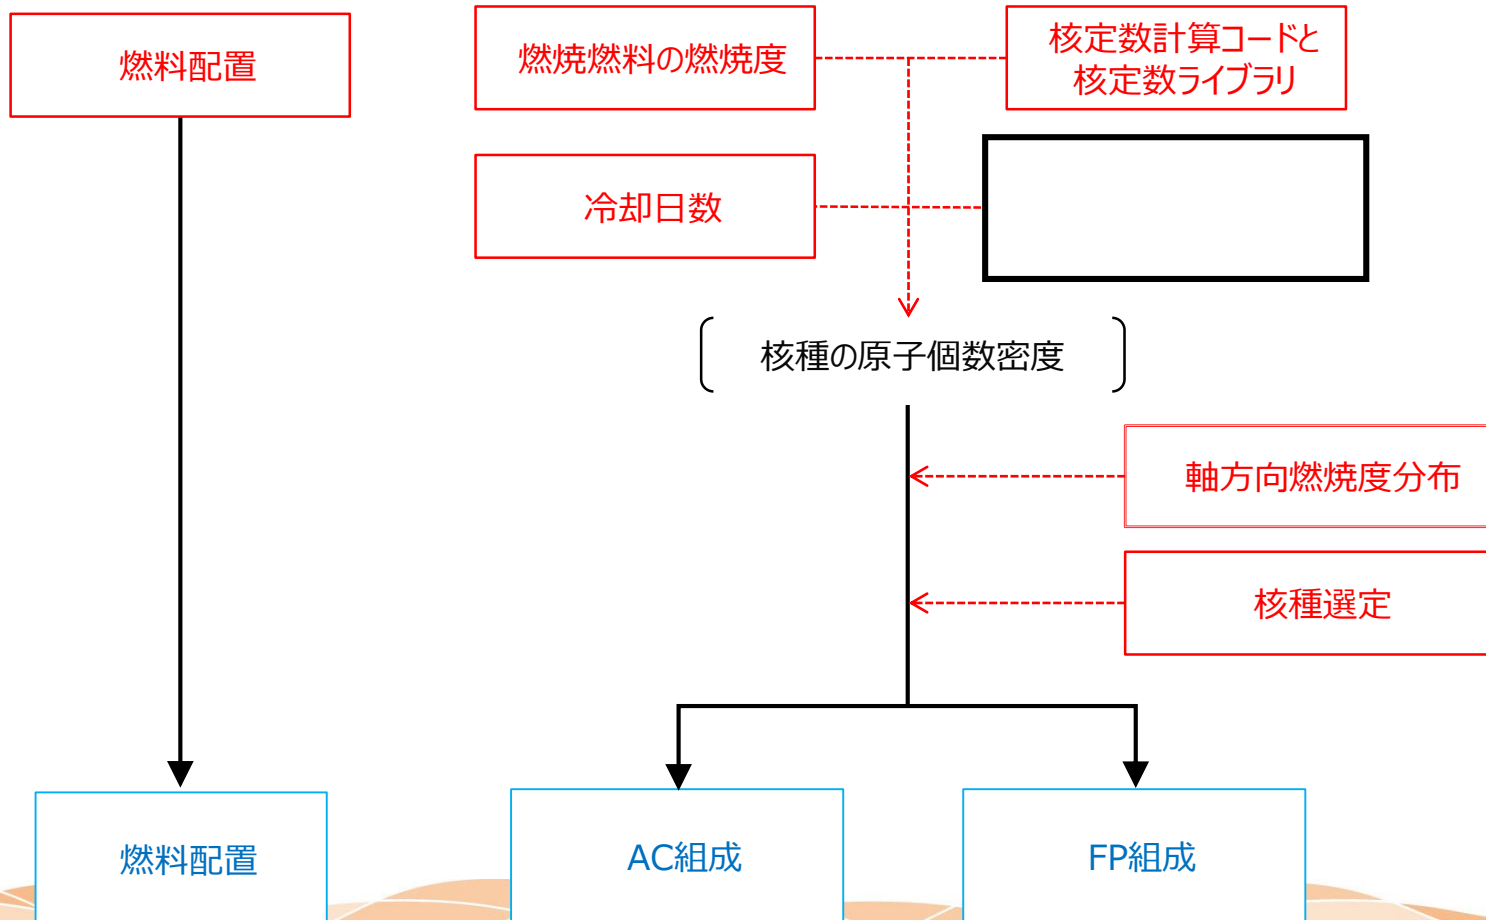 燃料配置
燃焼燃料の燃焼度
核定数計算コードと
核定数ライブラリ
冷却日数
核種の原子個数密度
軸方向燃焼度分布
核種選定
燃料配置
AC組成
FP組成